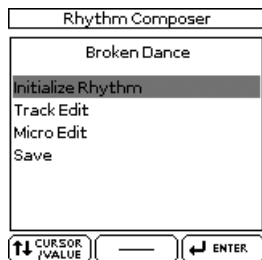 Rhythm Composer
Broken Dance
Initialize Rhythm
Track Edit
Micro Edit
Save
CURSOR
/VALUE
ENTER